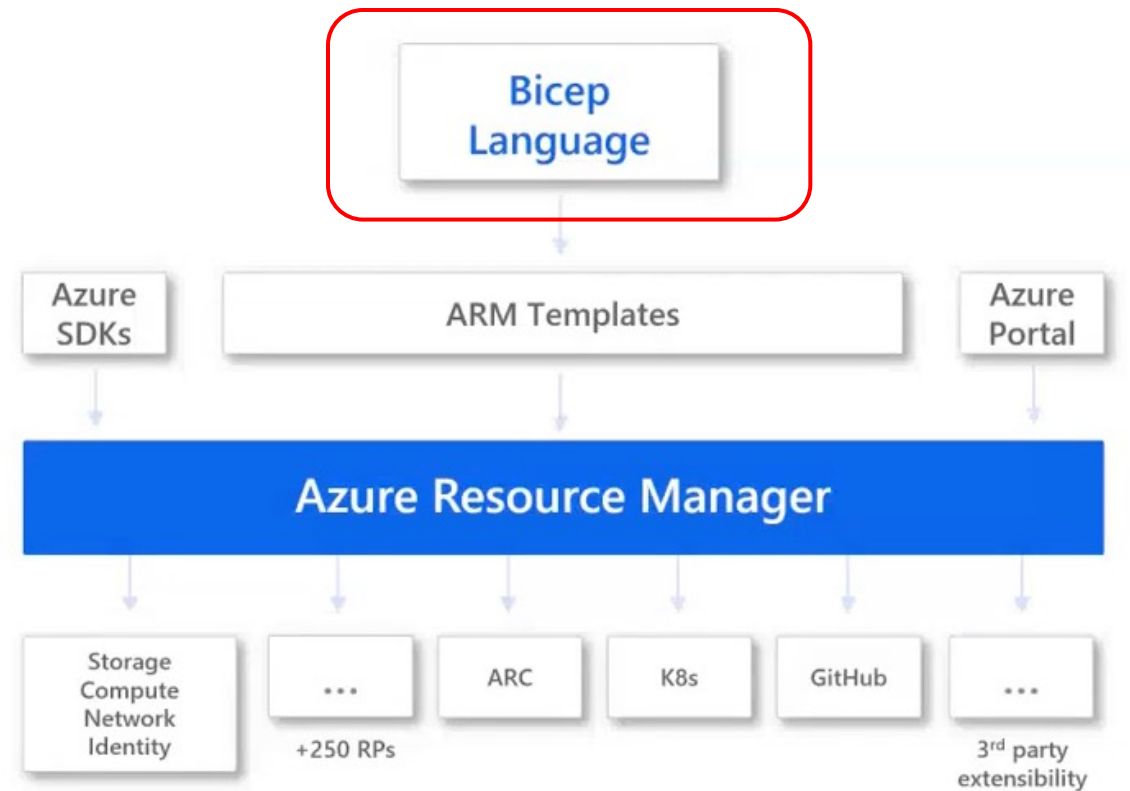 Bicep
Language
Azure
SDKs
ARM Templates
Azure
Portal
Azure Resource Manager
Storage
Compute
Network
Identity
...
+250 RPs
ARC
K8s
GitHub
...
3rd party
extensibility